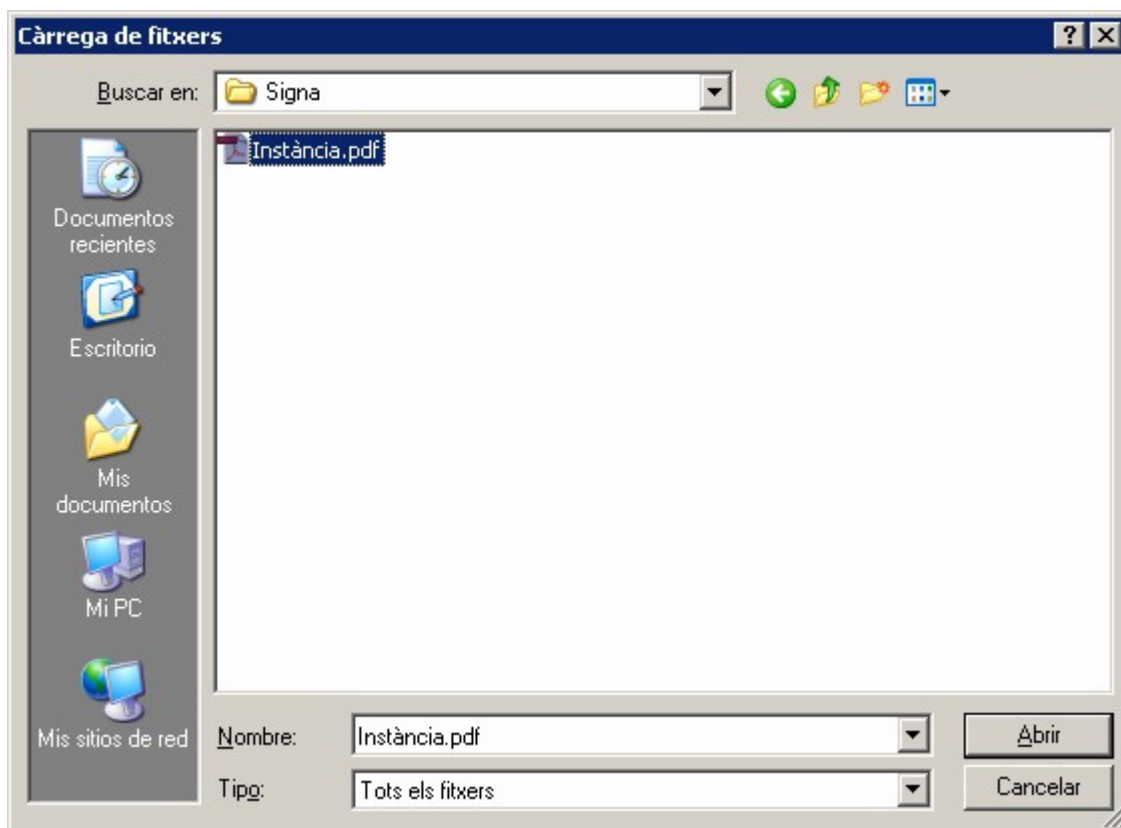 Càrrega de fitxers
Buscar en: Signa
Instància.pdf
Documentos
recientes
Escritorio
Mis
documentos
Mi PC
Mis sitios de red
Nombre: Instància.pdf Abrir
Tipo: Tots els fitxers Cancelar